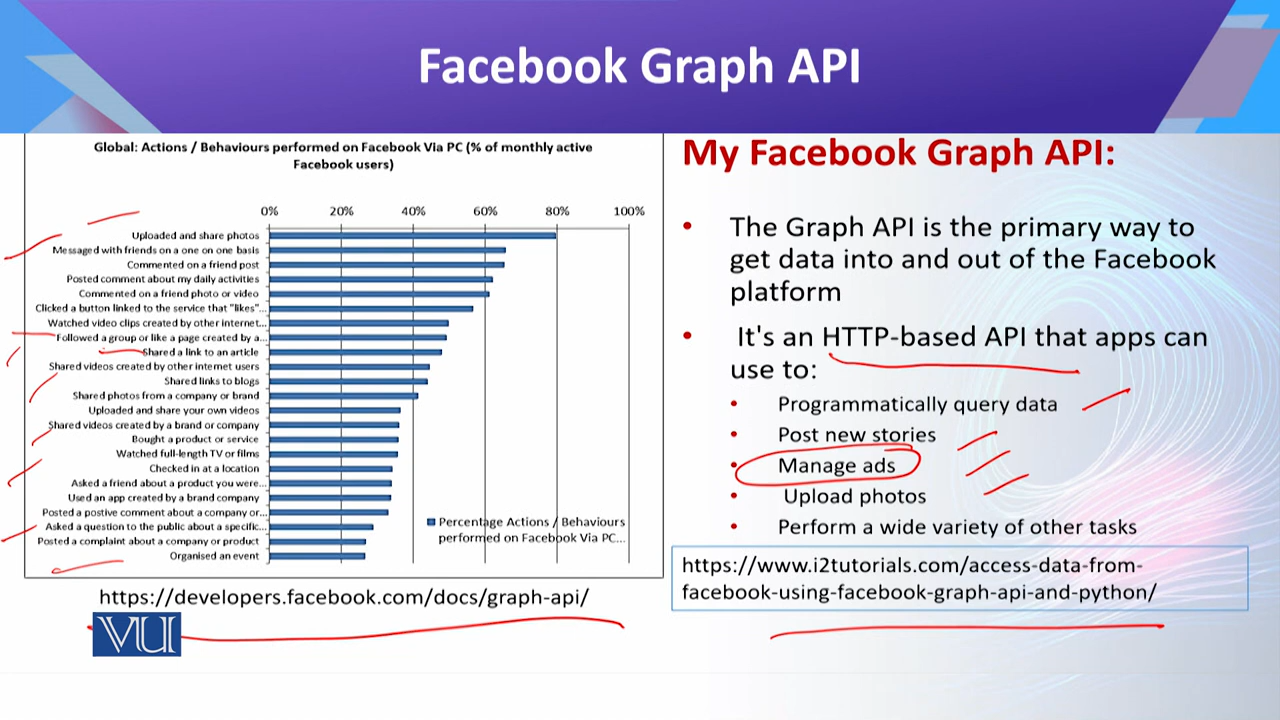 Facebook Graph API
Global: Actions / Behaviours performed on Facebook Via PC (% of monthly active
Facebook users)
0% 20% 40% 60% 80% 100%
Uploaded and share photos
Messaged with friends on a one on one basis
Commented on a friend post
Posted comment about my daily activities
Commented on a friend photo or video
Clicked a button linked to the service that "likes"...
Watched video clips created by other internet...
Followed a group or like a page created by a...
Shared a link to an article
Shared videos created by other internet users
Shared links to blogs
Shared photos from a company or brand
Uploaded and share your own videos
Shared videos created by a brand or company
Bought a product or service
Watched full-length TV or films
Checked in at a location
Asked a friend about a product you were...
Used an app created by a brand company
Posted a postive comment about a company or...
Asked a question to the public about a specific...
Posted a complaint about a company or product
Organised an event
Percentage Actions / Behaviours
performed on Facebook Via PC...
https://developers.facebook.com/docs/graph-api/
VU
My Facebook Graph API:
• The Graph API is the primary way to
get data into and out of the Facebook
platform
• It's an HTTP-based API that apps can
use to:
• Programmatically query data
• Post new stories
• Manage ads
• Upload photos
• Perform a wide variety of other tasks
https://www.i2tutorials.com/access-data-from-
facebook-using-facebook-graph-api-and-python/